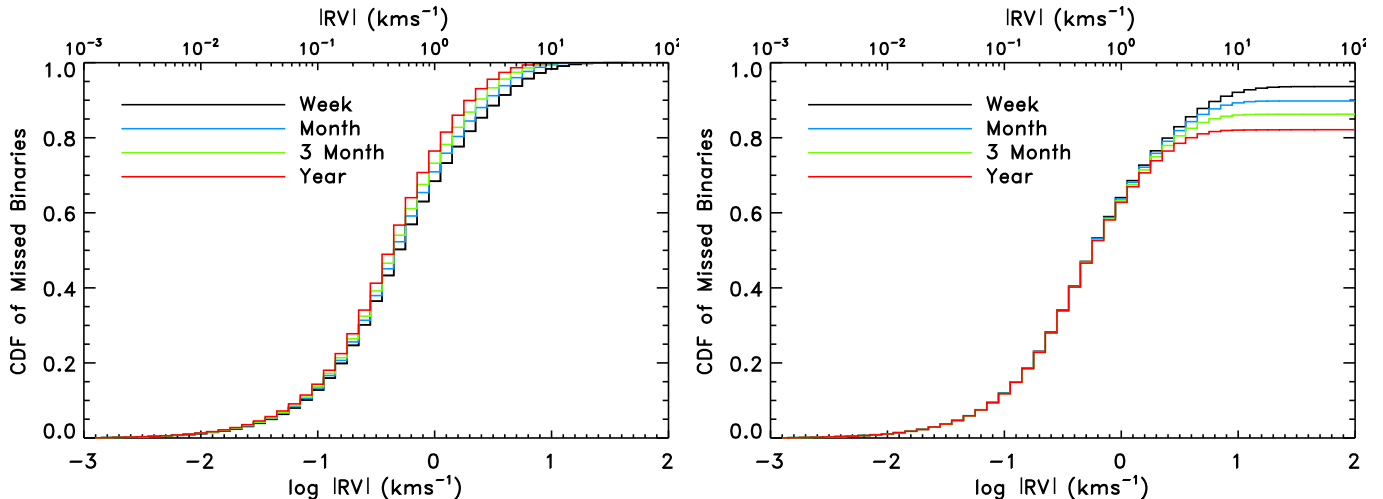 |RV| (kms⁻¹)
10⁻³ 10⁻² 10⁻¹ 10⁰ 10¹ 10²
1.0
0.8
0.6
0.4
0.2
0.0
CDF of Missed Binaries
Week
Month
3 Month
Year
−3 −2 −1 0 1 2
log |RV| (kms⁻¹)
|RV| (kms⁻¹)
10⁻³ 10⁻² 10⁻¹ 10⁰ 10¹ 10²
1.0
0.8
0.6
0.4
0.2
0.0
CDF of Missed Binaries
Week
Month
3 Month
Year
−3 −2 −1 0 1 2
log |RV| (kms⁻¹)